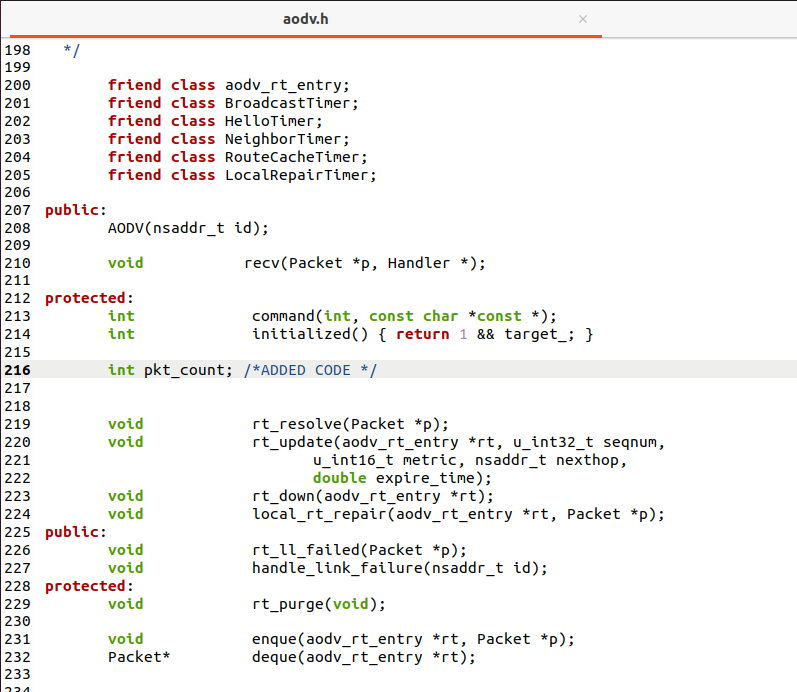 aodv.h ×
198 */
199
200 friend class aodv_rt_entry;
201 friend class BroadcastTimer;
202 friend class HelloTimer;
203 friend class NeighborTimer;
204 friend class RouteCacheTimer;
205 friend class LocalRepairTimer;
206
207 public:
208 AODV(nsaddr_t id);
209
210 void recv(Packet *p, Handler *);
211
212 protected:
213 int command(int, const char *const *);
214 int initialized() { return 1 && target_; }
215
216 int pkt_count; /*ADDED CODE */
217
218
219 void rt_resolve(Packet *p);
220 void rt_update(aodv_rt_entry *rt, u_int32_t seqnum,
221 u_int16_t metric, nsaddr_t nexthop,
222 double expire_time);
223 void rt_down(aodv_rt_entry *rt);
224 void local_rt_repair(aodv_rt_entry *rt, Packet *p);
225 public:
226 void rt_ll_failed(Packet *p);
227 void handle_link_failure(nsaddr_t id);
228 protected:
229 void rt_purge(void);
230
231 void enque(aodv_rt_entry *rt, Packet *p);
232 Packet* deque(aodv_rt_entry *rt);
233
234